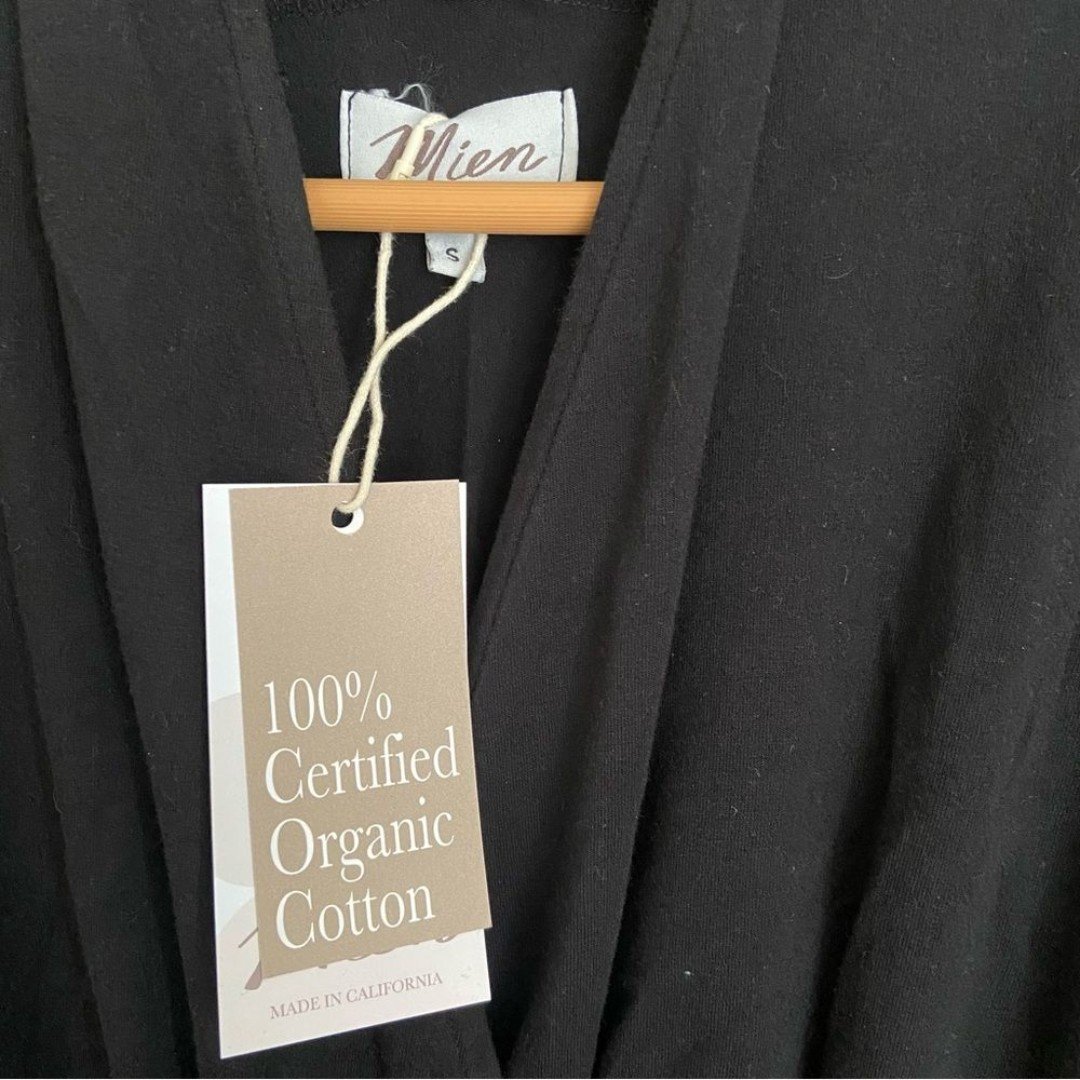 Mien
S
100%
Certified
Organic
Cotton
MADE IN CALIFORNIA